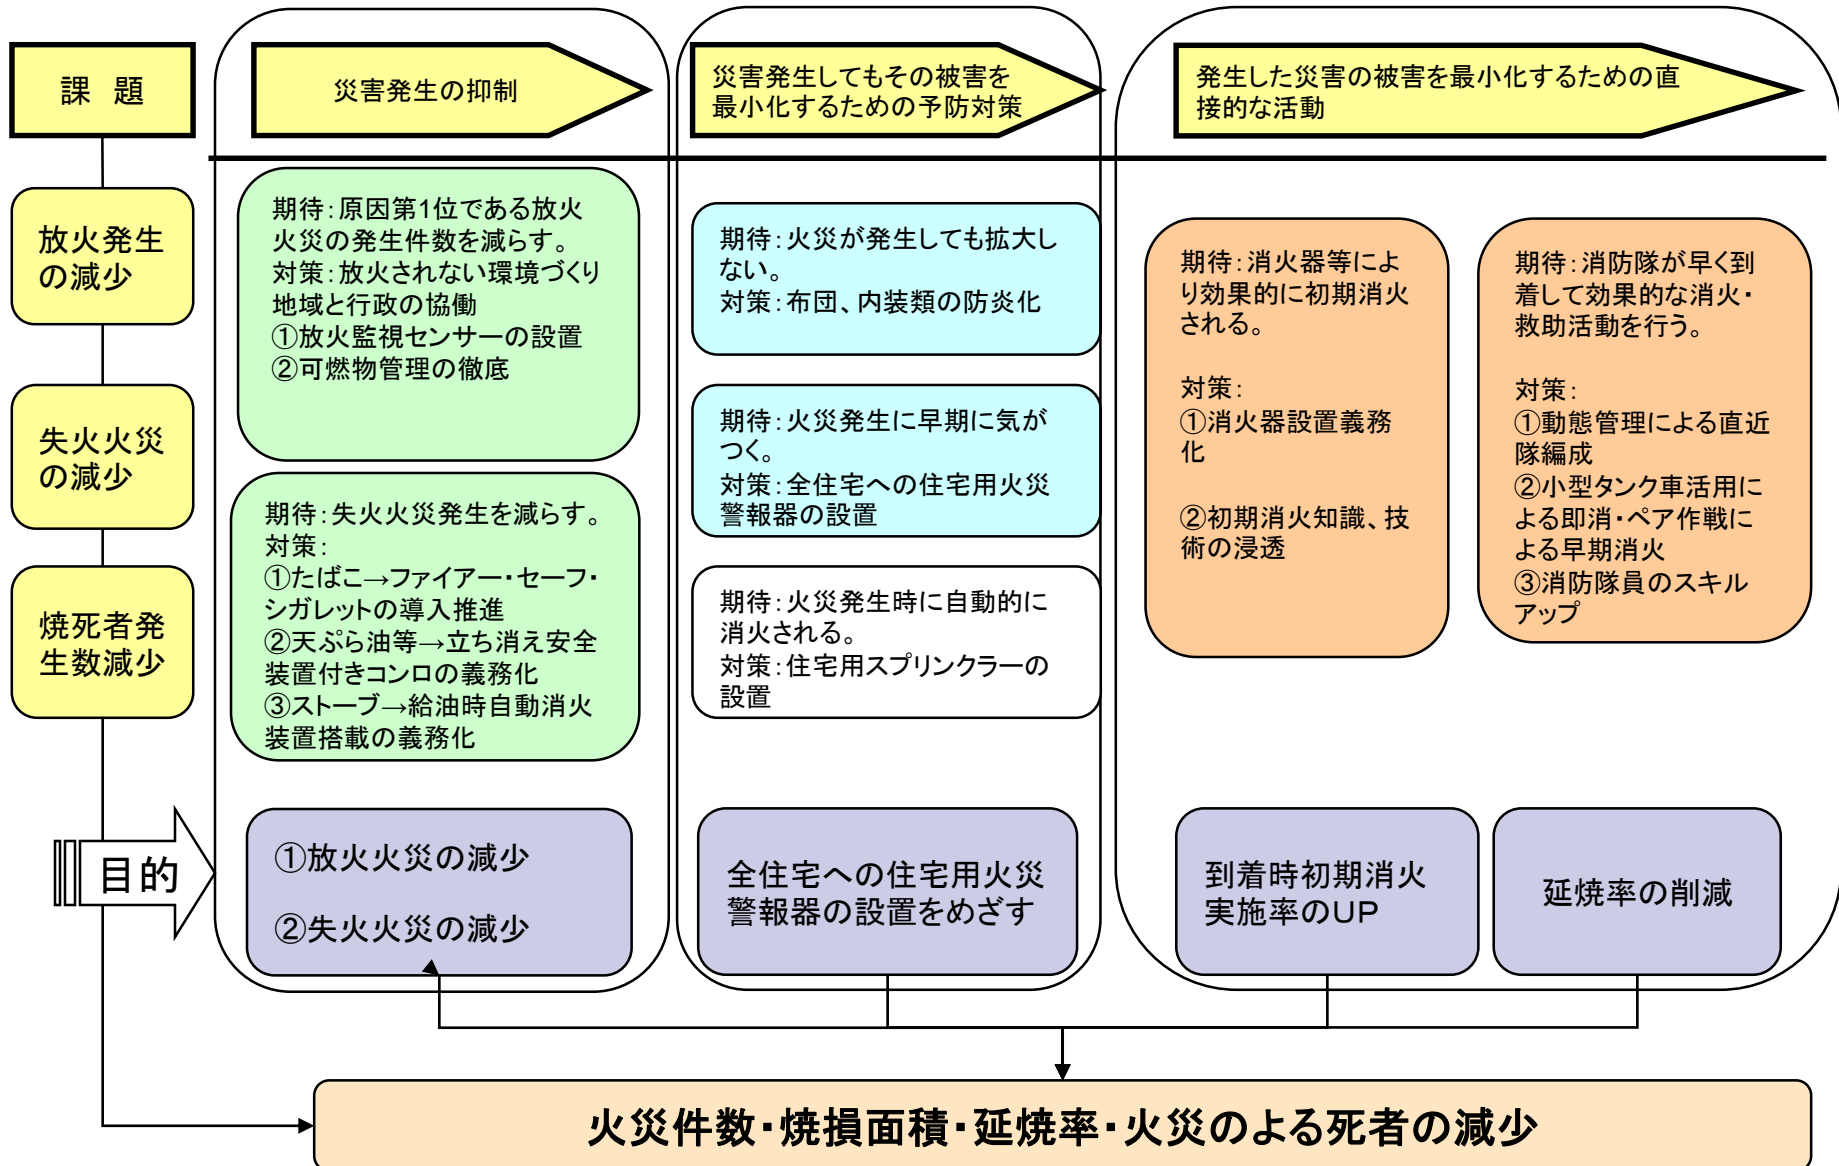 課　題
災害発生の抑制
災害発生してもその被害を
最小化するための予防対策
発生した災害の被害を最小化するための直
接的な活動
放火発生
の減少
失火火災
の減少
焼死者発
生数減少
期待：原因第1位である放火
火災の発生件数を減らす。
対策：放火されない環境づくり
地域と行政の協働
①放火監視センサーの設置
②可燃物管理の徹底
期待：失火火災発生を減らす。
対策：
①たばこ→ファイアー・セーフ・
シガレットの導入推進
②天ぷら油等→立ち消え安全
装置付きコンロの義務化
③ストーブ→給油時自動消火
装置搭載の義務化
期待：火災が発生しても拡大し
ない。
対策：布団、内装類の防炎化
期待：火災発生に早期に気が
つく。
対策：全住宅への住宅用火災
警報器の設置
期待：火災発生時に自動的に
消火される。
対策：住宅用スプリンクラーの
設置
期待：消火器等によ
り効果的に初期消火
される。
対策：
①消火器設置義務
化
②初期消火知識、技
術の浸透
期待：消防隊が早く到
着して効果的な消火・
救助活動を行う。
対策：
①動態管理による直近
隊編成
②小型タンク車活用に
よる即消・ペア作戦に
よる早期消火
③消防隊員のスキル
アップ
目的
①放火火災の減少
②失火火災の減少
全住宅への住宅用火災
警報器の設置をめざす
到着時初期消火
実施率のUP
延焼率の削減
火災件数・焼損面積・延焼率・火災のよる死者の減少